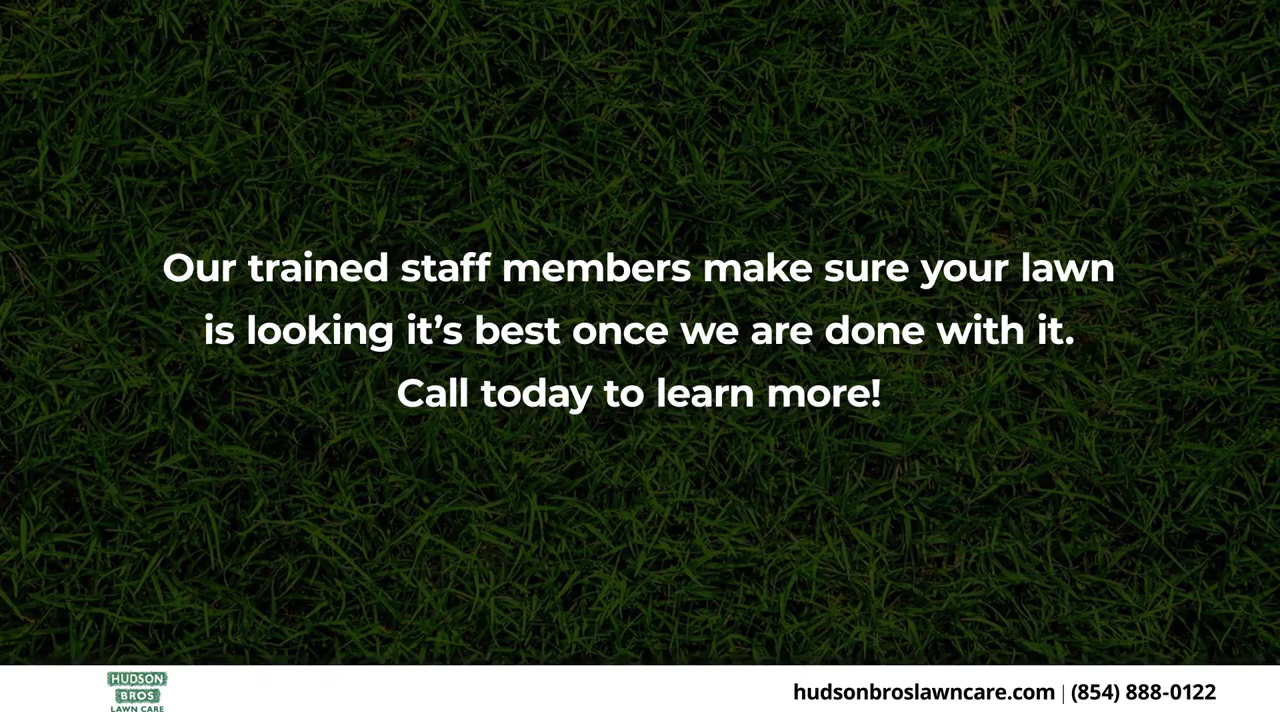 Our trained staff members make sure your lawn
is looking it’s best once we are done with it.
Call today to learn more!
HUDSON
BROS
LAWN CARE
hudsonbroslawncare.com | (854) 888-0122